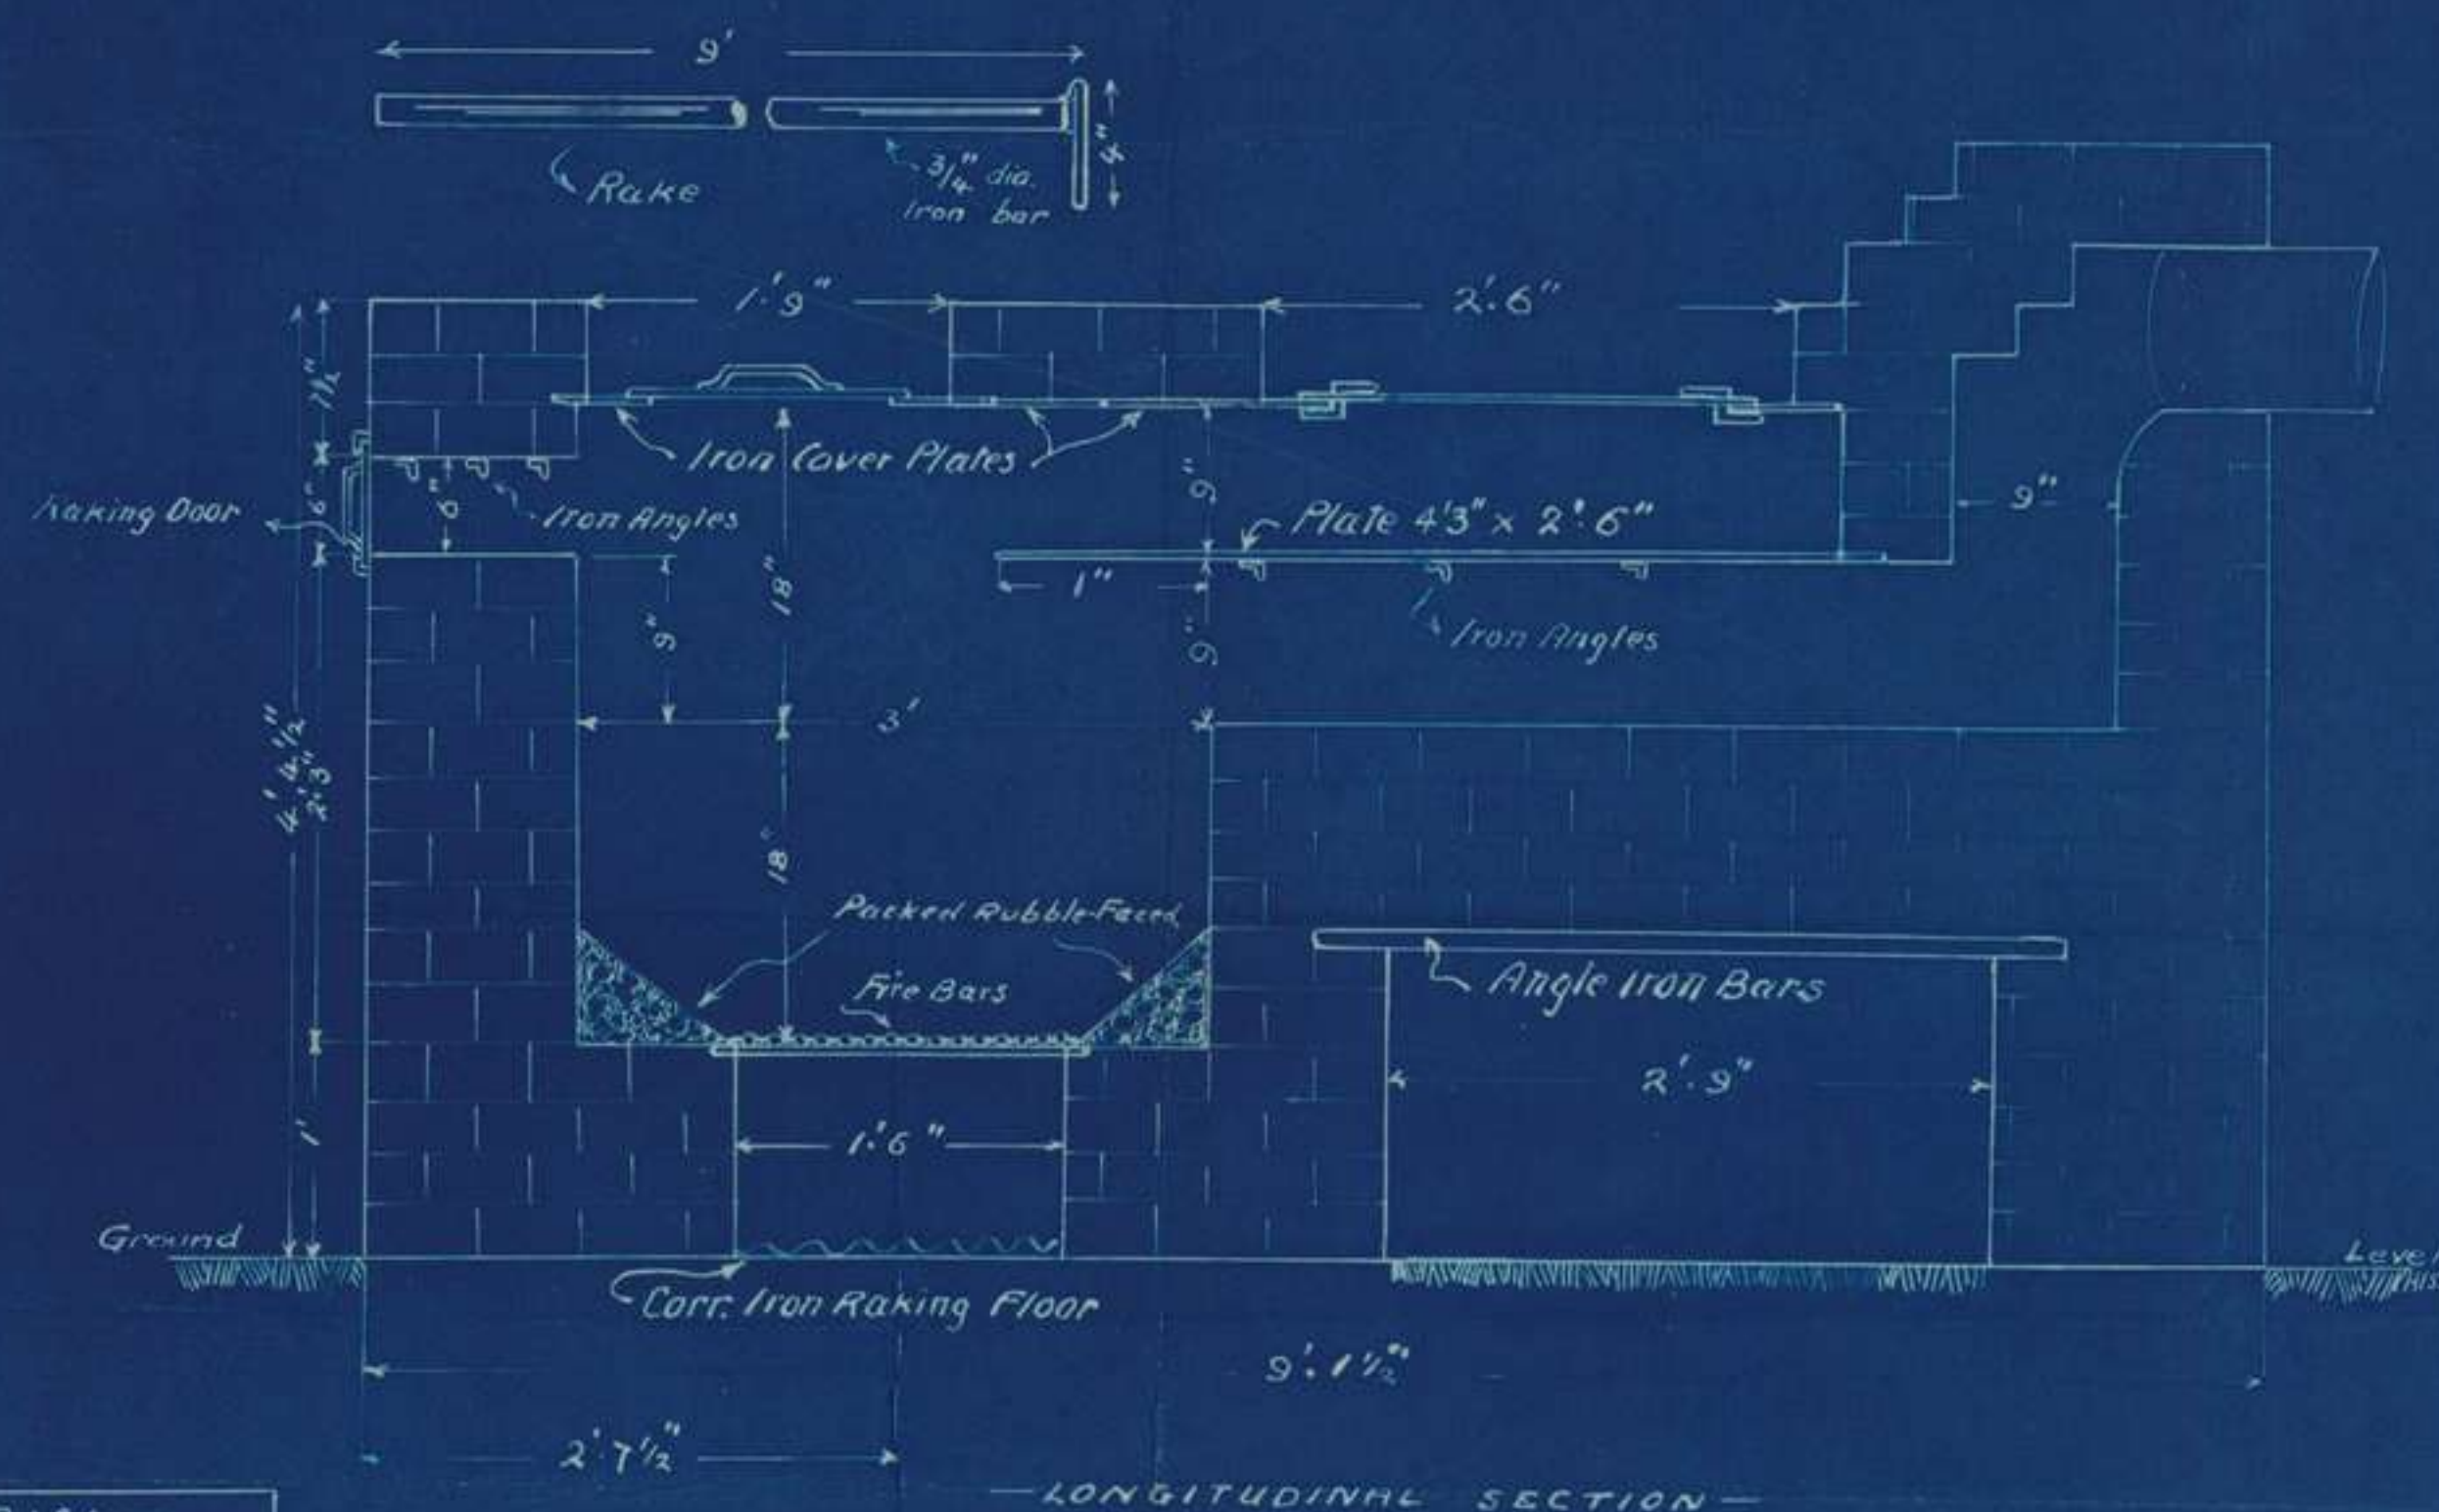 9'
Rake
3/4" dia.
Iron bar
4"
1'.9"
2'.6"
7½"
Iron Cover Plates
Raking Door
6"
6"
Iron Angles
9"
Plate 4'3" x 2'.6"
9"
1"
18"
9"
9"
Iron Angles
3'
4'.4½"
2'.3"
18"
Packed Rubble-Faced
Fire Bars
Angle Iron Bars
2'.9"
1'
1'.6"
Ground
Level
Corr. Iron Raking Floor
9'.1½"
2'.7½"
—LONGITUDINAL SECTION—